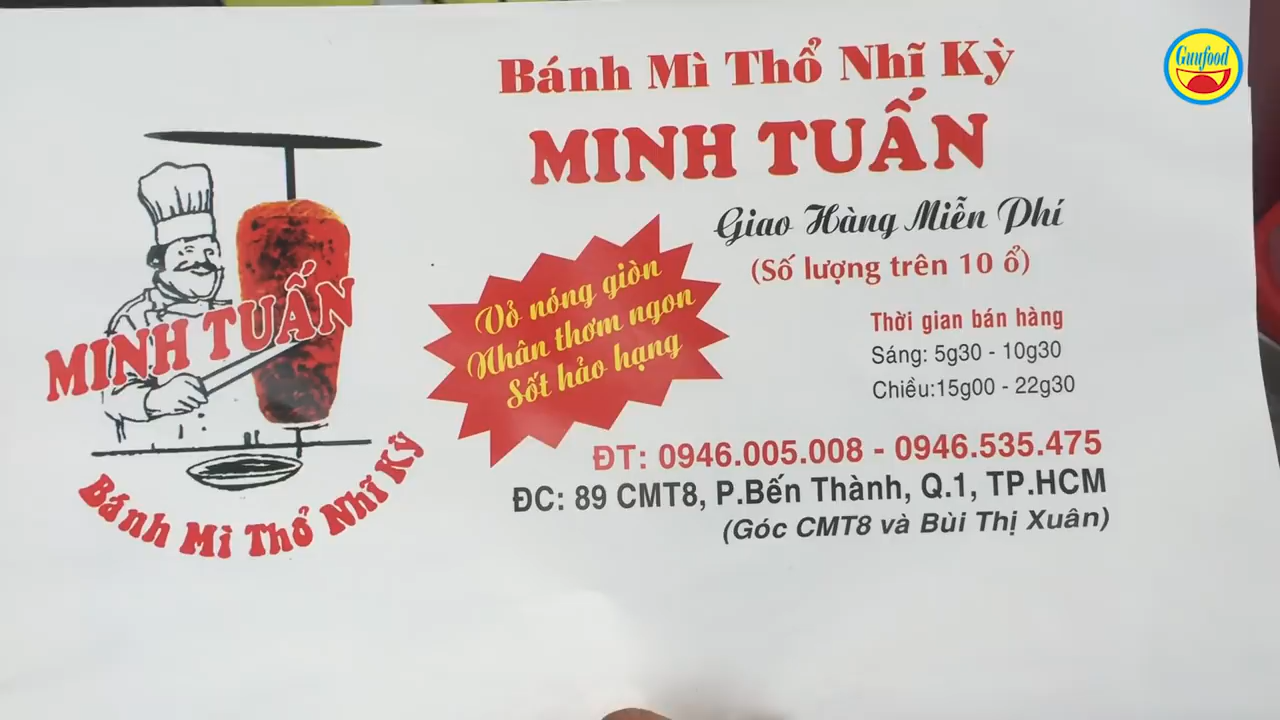 Guufood
Bánh Mì Thổ Nhĩ Kỳ
MINH TUẤN
Giao Hàng Miễn Phí
(Số lượng trên 10 ổ)
Vỏ nóng giòn
Nhân thơm ngon
Sốt hảo hạng
Thời gian bán hàng
Sáng: 5g30 - 10g30
Chiều:15g00 - 22g30
ĐT: 0946.005.008 - 0946.535.475
ĐC: 89 CMT8, P.Bến Thành, Q.1, TP.HCM
(Góc CMT8 và Bùi Thị Xuân)
MINH TUẤN
Bánh Mì Thổ Nhĩ Kỳ